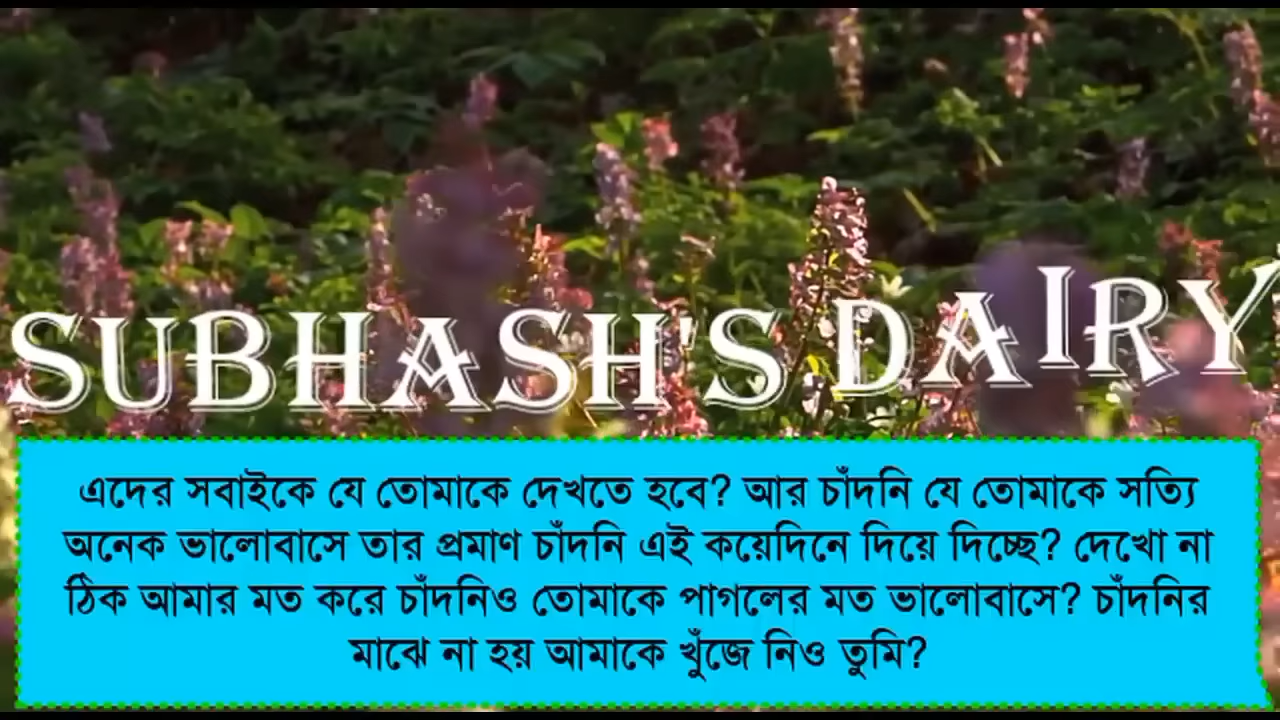 SUBHASH'S DAIRY
এদের সবাইকে যে তোমাকে দেখতে হবে? আর চাঁদনি যে তোমাকে সত্যি
অনেক ভালোবাসে তার প্রমাণ চাঁদনি এই কয়েদিনে দিয়ে দিচ্ছে? দেখো না
ঠিক আমার মত করে চাঁদনিও তোমাকে পাগলের মত ভালোবাসে? চাঁদনির
মাঝে না হয় আমাকে খুঁজে নিও তুমি?